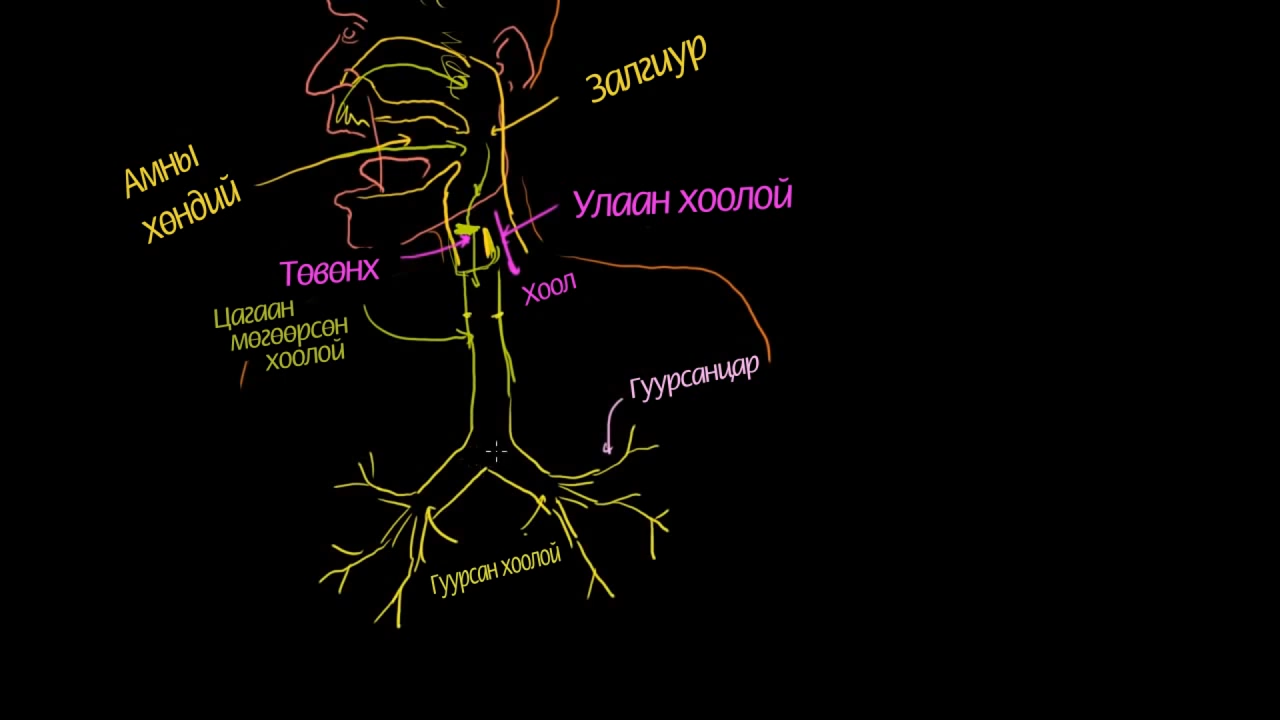 Залгиур
Амны
хөндий
Улаан хоолой
Төвөнх
Хоол
Цагаан
мөгөөрсөн
хоолой
Гуурсанцар
Гуурсан хоолой